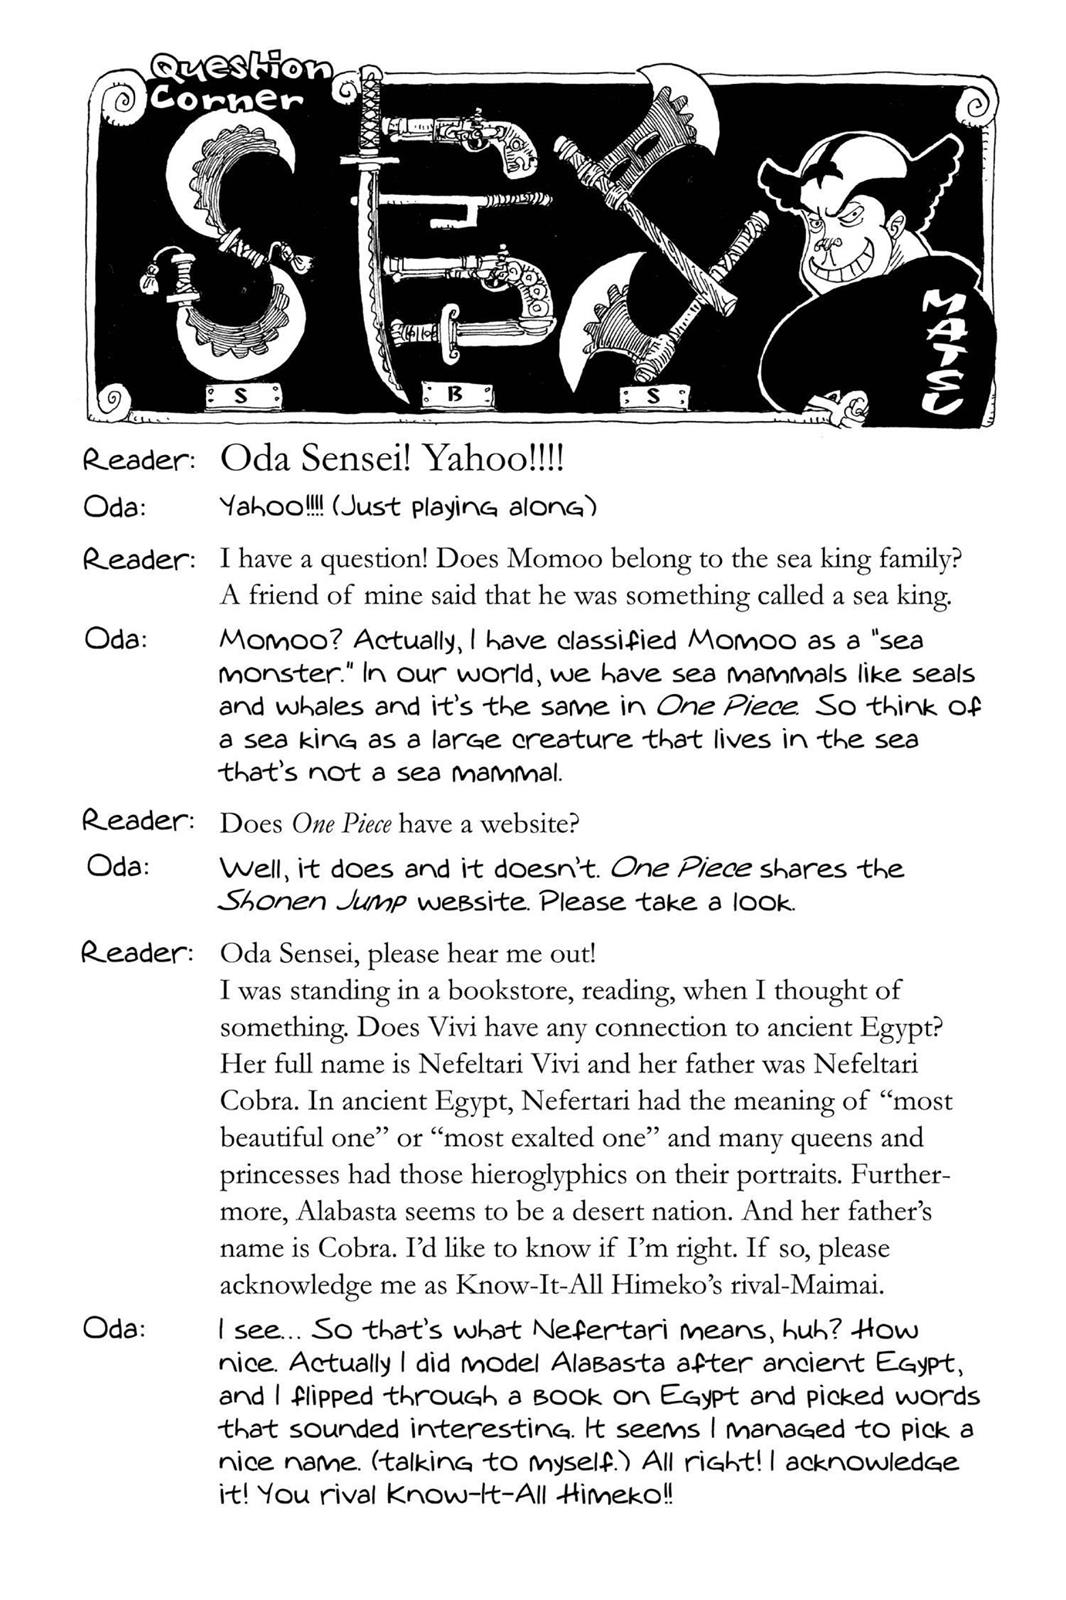 Question
Corner
SBS
S
B
S
MATSU
Reader: Oda Sensei! Yahoo!!!!
Oda: Yahoo!!!! (Just playing along)
Reader: I have a question! Does Momoo belong to the sea king family?
A friend of mine said that he was something called a sea king.
Oda: Momoo? Actually, I have classified Momoo as a "sea
monster." In our world, we have sea mammals like seals
and whales and it's the same in One Piece. So think of
a sea king as a large creature that lives in the sea
that's not a sea mammal.
Reader: Does One Piece have a website?
Oda: Well, it does and it doesn't. One Piece shares the
Shonen Jump website. Please take a look.
Reader: Oda Sensei, please hear me out!
I was standing in a bookstore, reading, when I thought of
something. Does Vivi have any connection to ancient Egypt?
Her full name is Nefeltari Vivi and her father was Nefeltari
Cobra. In ancient Egypt, Nefertari had the meaning of “most
beautiful one” or “most exalted one” and many queens and
princesses had those hieroglyphics on their portraits. Further-
more, Alabasta seems to be a desert nation. And her father’s
name is Cobra. I’d like to know if I’m right. If so, please
acknowledge me as Know-It-All Himeko’s rival-Maimai.
Oda: I see... So that's what Nefertari means, huh? How
nice. Actually I did model Alabasta after ancient Egypt,
and I flipped through a book on Egypt and picked words
that sounded interesting. It seems I managed to pick a
nice name. (talking to myself.) All right! I acknowledge
it! You rival Know-It-All Himeko!!